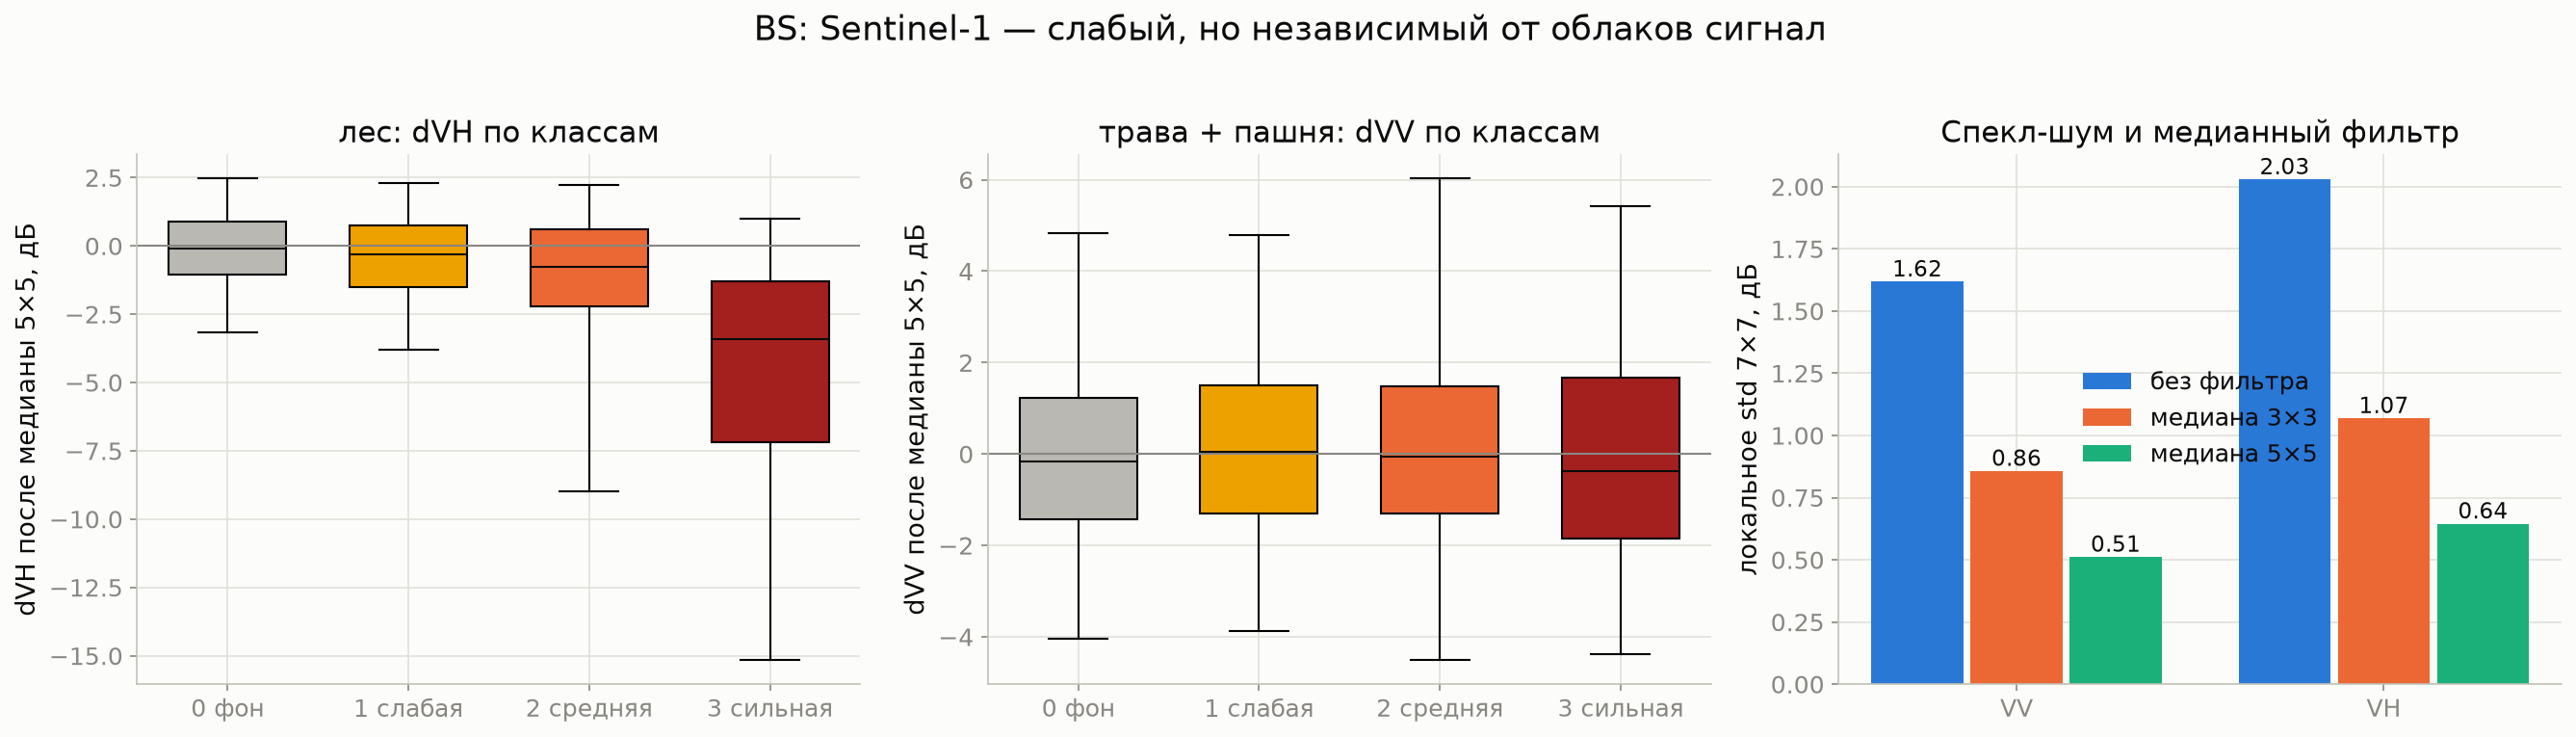 BS: Sentinel-1 — слабый, но независимый от облаков сигнал
лес: dVH по классам
dVH после медианы 5×5, дБ
2.5
0.0
−2.5
−5.0
−7.5
−10.0
−12.5
−15.0
0 фон
1 слабая
2 средняя
3 сильная
трава + пашня: dVV по классам
dVV после медианы 5×5, дБ
6
4
2
0
−2
−4
0 фон
1 слабая
2 средняя
3 сильная
Спекл-шум и медианный фильтр
локальное std 7×7, дБ
2.00
1.75
1.50
1.25
1.00
0.75
0.50
0.25
0.00
1.62
0.86
0.51
2.03
1.07
0.64
без фильтра
медиана 3×3
медиана 5×5
VV
VH